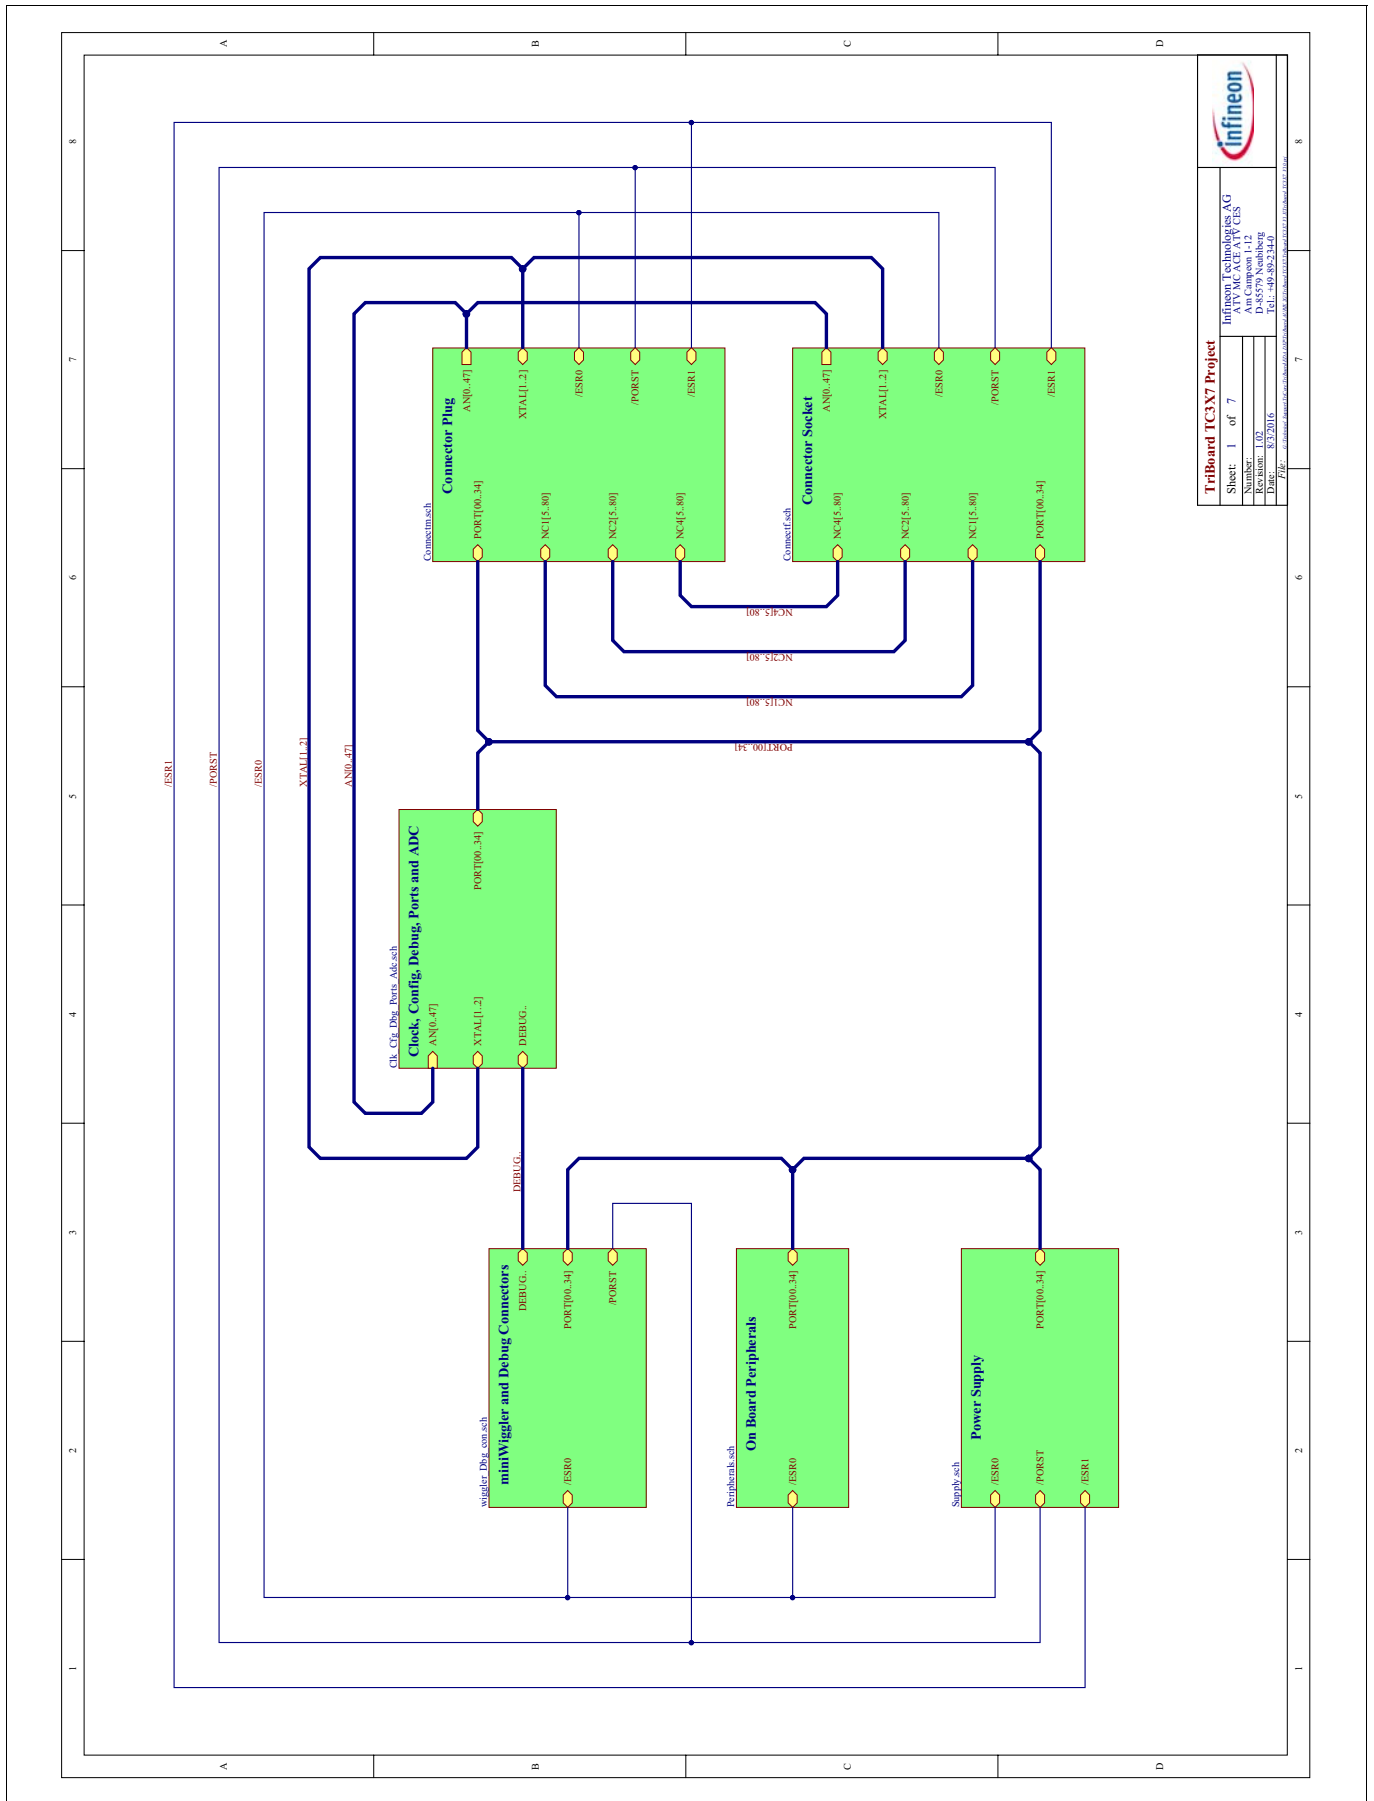 1 2 3 4 5 6 7 8
A
B
C
D
/ESR1
/PORST
/ESR0
XTAL[1..2]
AN[0..47]
wiggler_Dbg_con.sch
miniWiggler and Debug Connectors
/ESR0
DEBUG..
PORT[00..34]
/PORST
DEBUG..
Peripherals.sch
On Board Peripherals
/ESR0
PORT[00..34]
Supply.sch
Power Supply
/ESR0
/PORST
/ESR1
PORT[00..34]
Clk_Cfg_Dbg_Ports_Adc.sch
Clock, Config, Debug, Ports and ADC
AN[0..47]
XTAL[1..2]
DEBUG..
PORT[00..34]
PORT[00..34]
NC1[5..80]
NC2[5..80]
NC4[5..80]
Connectm.sch
Connector Plug
PORT[00..34]
NC1[5..80]
NC2[5..80]
NC4[5..80]
AN[0..47]
XTAL[1..2]
/ESR0
/PORST
/ESR1
Connectf.sch
Connector Socket
NC4[5..80]
NC2[5..80]
NC1[5..80]
PORT[00..34]
AN[0..47]
XTAL[1..2]
/ESR0
/PORST
/ESR1
TriBoard TC3X7 Project
Sheet: 1 of 7
Number:
Revision: 1.02
Date: 8/3/2016
File:
Infineon Technologies AG
ATV MC ACE ATV CES
Am Campeon 1-12
D-85579 Neubiberg
Tel.: +49-89-234-0
infineon
A
B
C
D
1 2 3 4 5 6 7 8